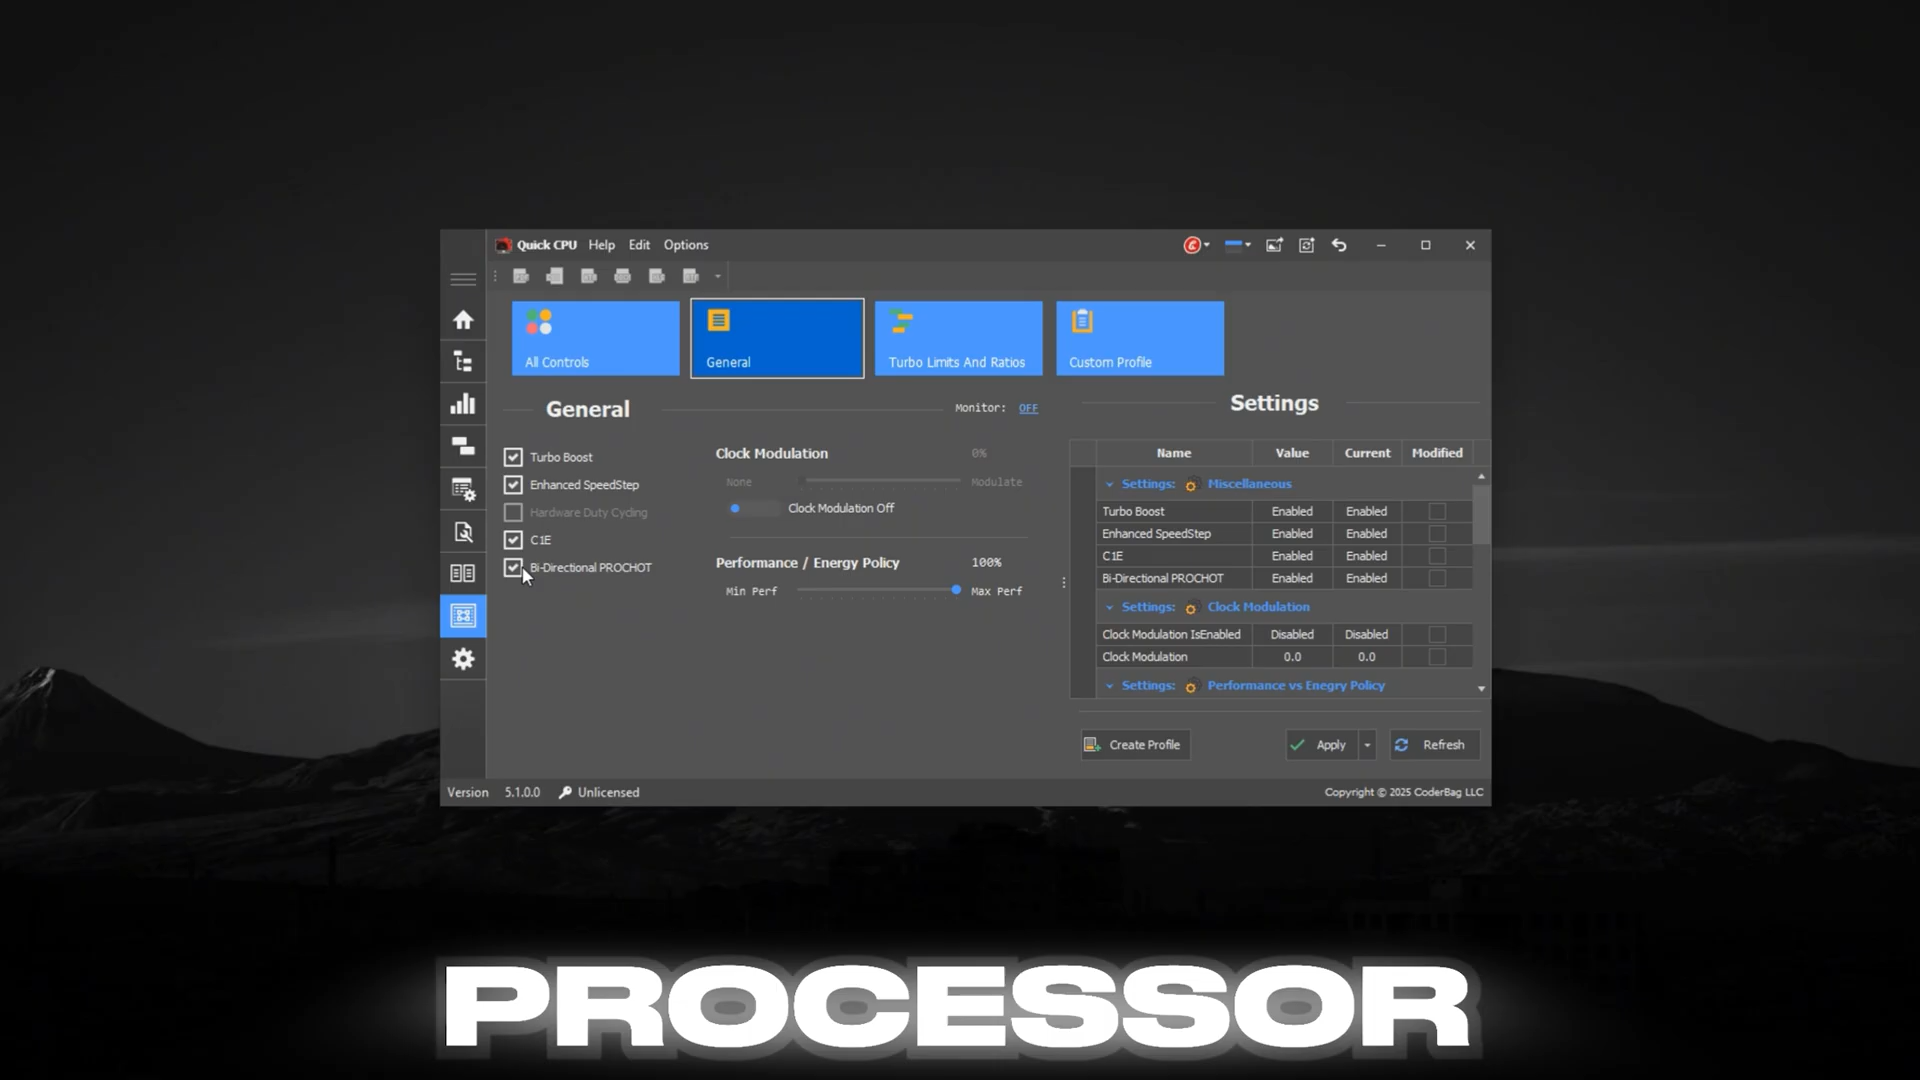 Quick CPU Help Edit Options
All Controls
General
Turbo Limits And Ratios
Custom Profile
General
Monitor: OFF
Turbo Boost
Enhanced SpeedStep
Hardware Duty Cycling
C1E
Bi-Directional PROCHOT
Clock Modulation 0%
None Modulate
Clock Modulation Off
Performance / Energy Policy 100%
Min Perf Max Perf
Settings
Name Value Current Modified
Settings: Miscellaneous
Turbo Boost Enabled Enabled
Enhanced SpeedStep Enabled Enabled
C1E Enabled Enabled
Bi-Directional PROCHOT Enabled Enabled
Settings: Clock Modulation
Clock Modulation IsEnabled Disabled Disabled
Clock Modulation 0.0 0.0
Settings: Performance vs Enegry Policy
Create Profile
Apply
Refresh
Version 5.1.0.0 Unlicensed
Copyright © 2025 CoderBag LLC
PROCESSOR